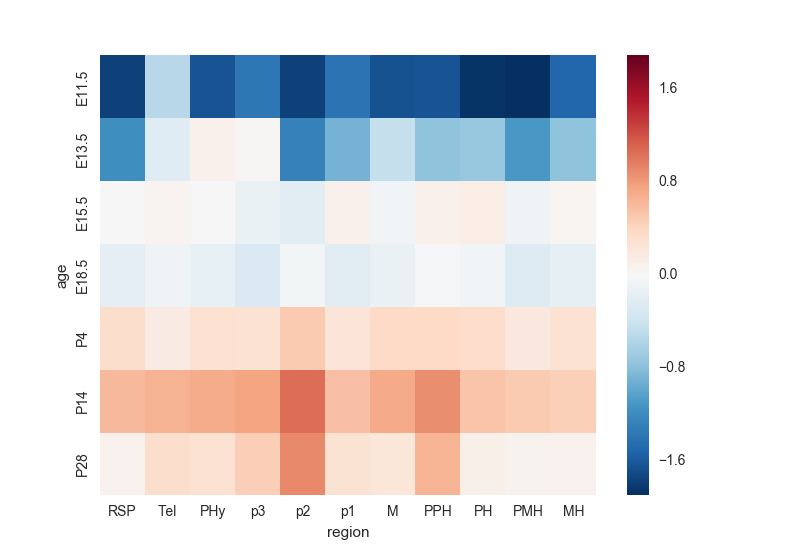 E11.5
E13.5
E15.5
E18.5
P4
P14
P28
age
RSP Tel PHy p3 p2 p1 M PPH PH PMH MH
region
1.6
0.8
0.0
−0.8
−1.6